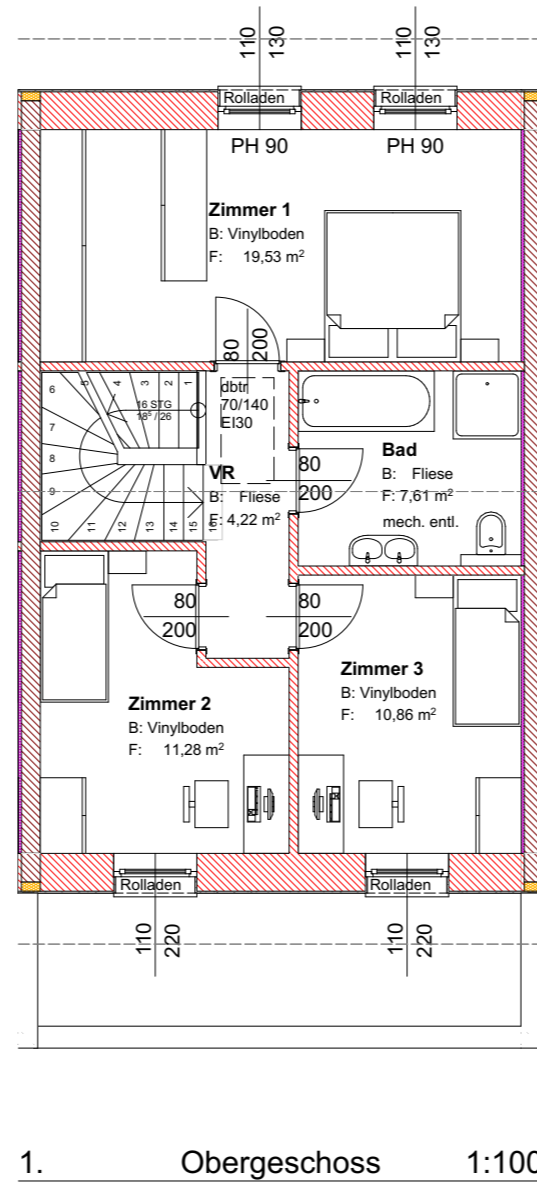 110 130 110 130
Rolladen Rolladen
PH 90 PH 90
Zimmer 1
B: Vinylboden
F: 19,53 m²
80 200
dbtr
70/140
EI30
6 5 4 3 2 1
16 STG
18⁵ / 26
7
8
9
10 11 12 13 14 15 16
VR
B: Fliese
F: 4,22 m²
80
200
Bad
B: Fliese
F: 7,61 m²
mech. entl.
80
200
80
200
Zimmer 2
B: Vinylboden
F: 11,28 m²
Zimmer 3
B: Vinylboden
F: 10,86 m²
Rolladen Rolladen
110 220 110 220
1. Obergeschoss 1:100